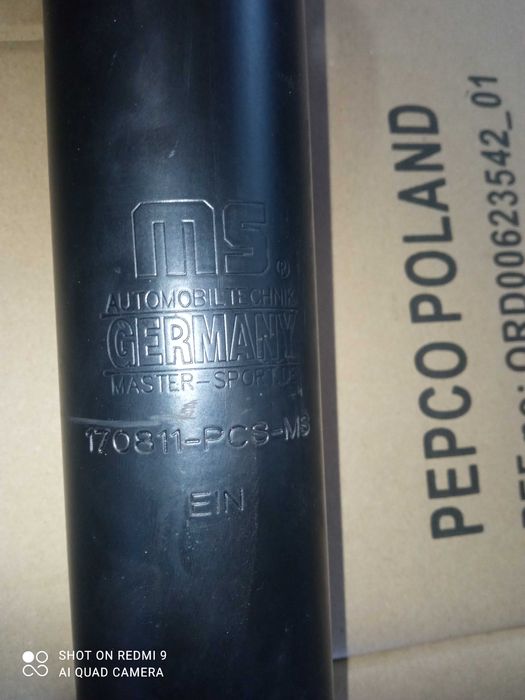 MS ®
AUTOMOBILTECHNIK
GERMANY
MASTER-SPORT.DE
170811-PCS-MS
EIN
PEPCO POLAND
ORD00623542_01
SHOT ON REDMI 9
AI QUAD CAMERA